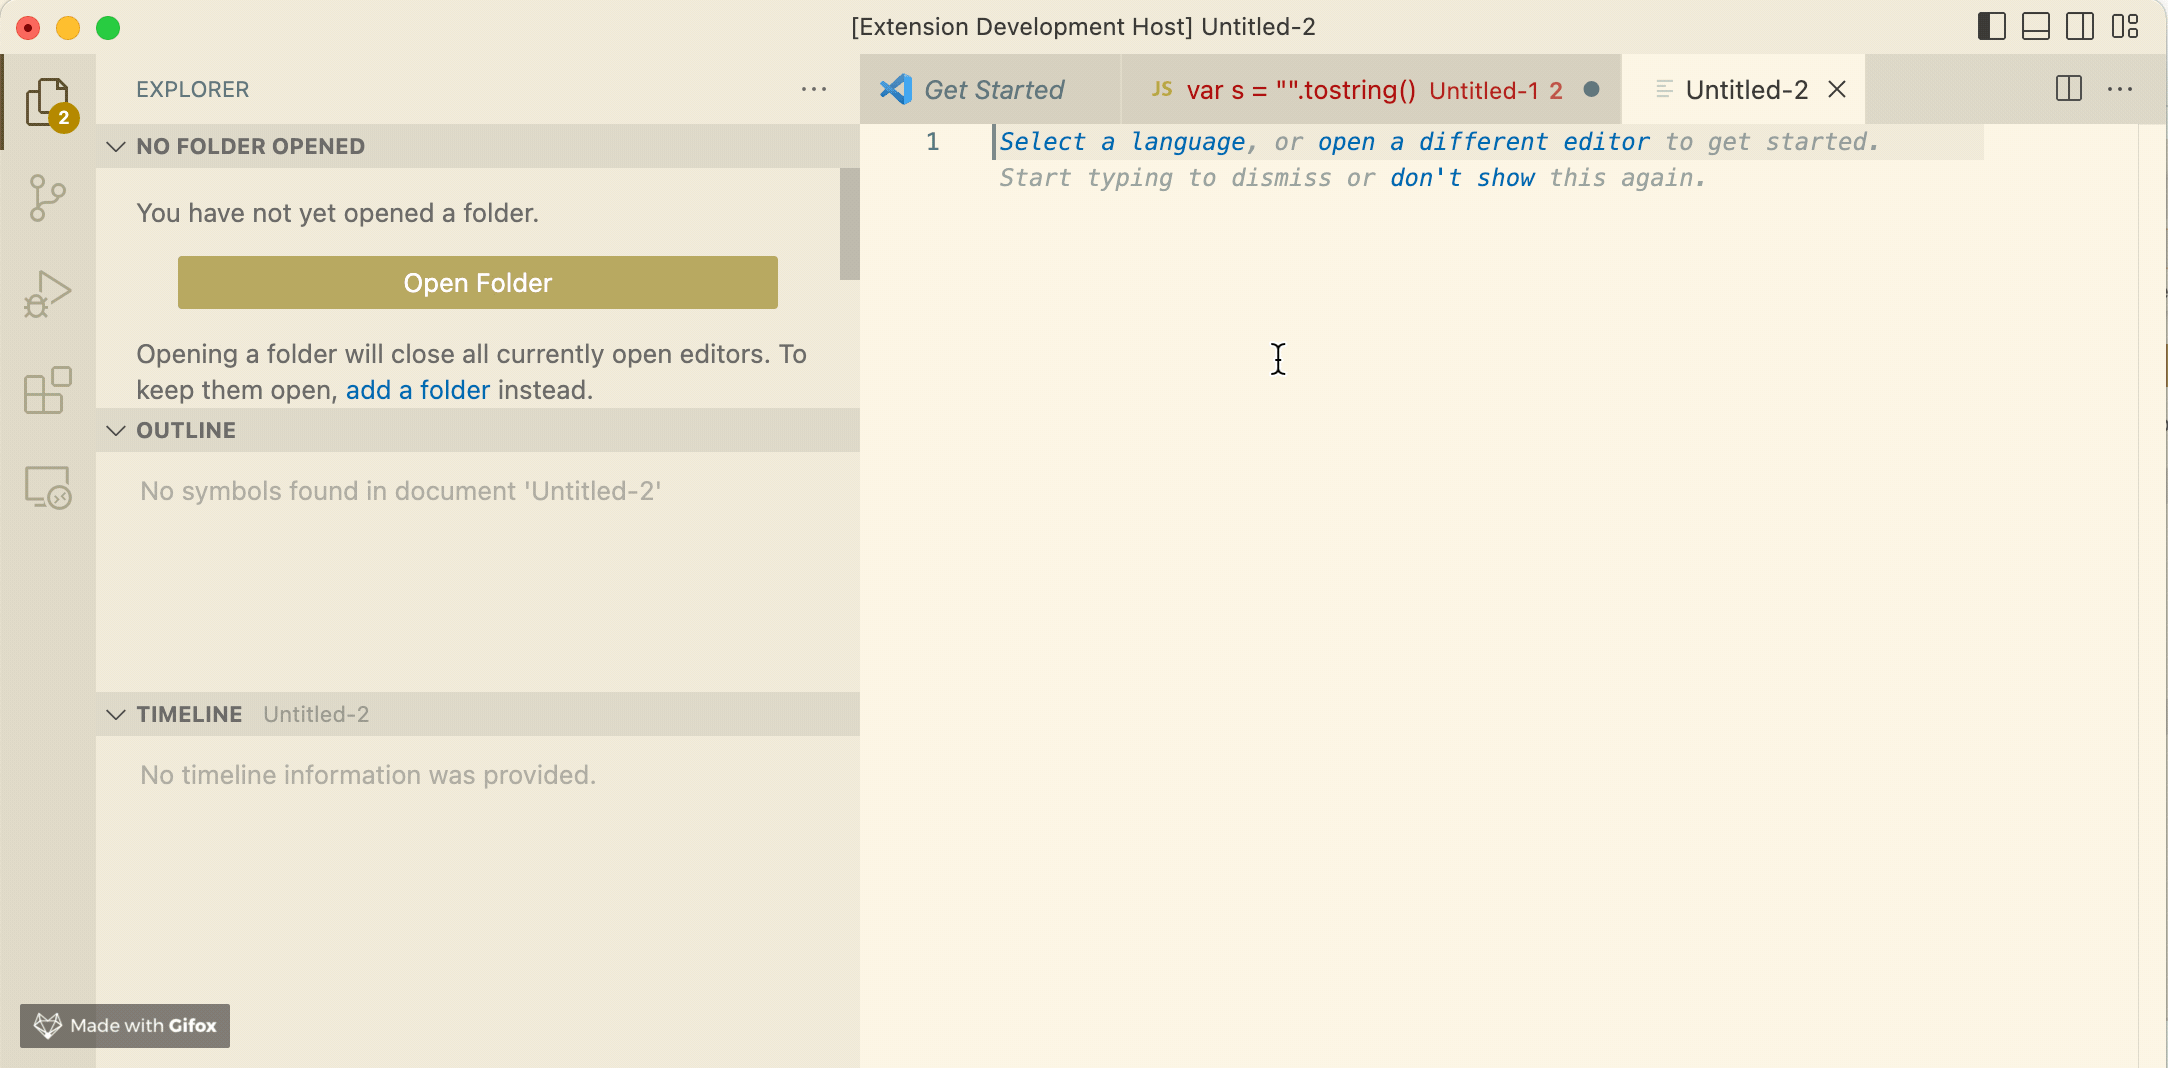 [Extension Development Host] Untitled-2
EXPLORER
2
NO FOLDER OPENED
You have not yet opened a folder.
Open Folder
Opening a folder will close all currently open editors. To
keep them open, add a folder instead.
OUTLINE
No symbols found in document 'Untitled-2'
TIMELINE Untitled-2
No timeline information was provided.
Made with Gifox
Get Started
JS var s = "".tostring() Untitled-1 2
Untitled-2
1 Select a language, or open a different editor to get started.
Start typing to dismiss or don't show this again.